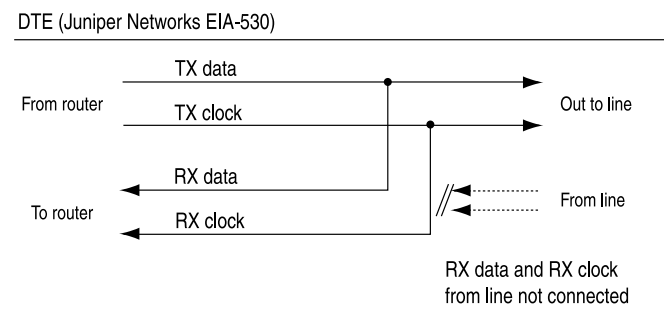 DTE (Juniper Networks EIA-530)
TX data
From router
Out to line
TX clock
RX data
From line
To router
RX clock
RX data and RX clock
from line not connected